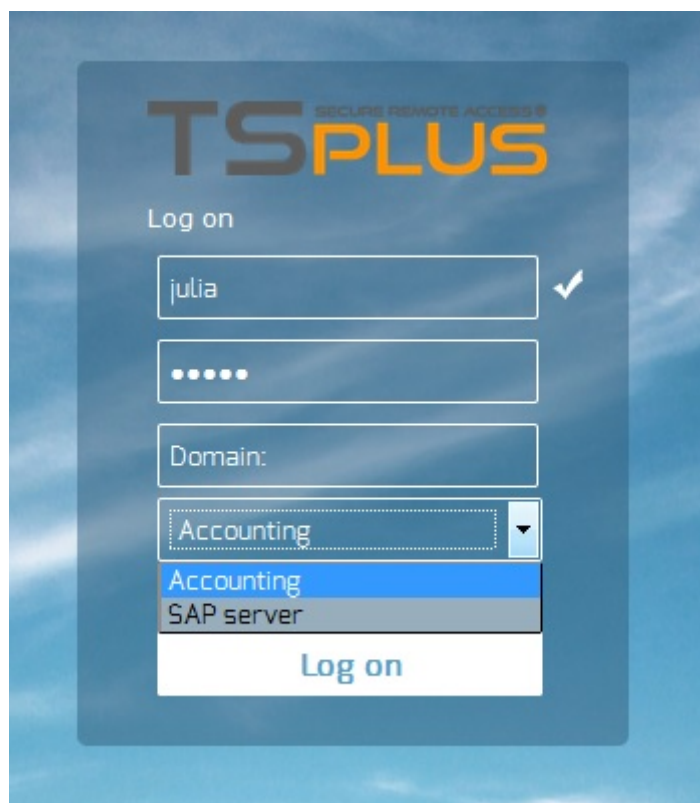 TSPLUS
SECURE REMOTE ACCESS®
Log on
julia
•••••
Domain:
Accounting
Accounting
SAP server
Log on